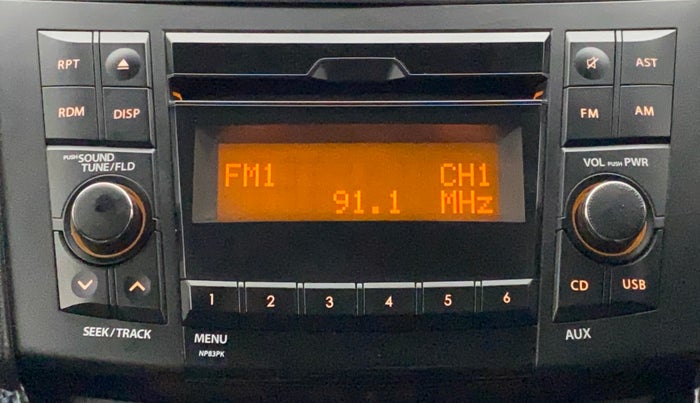 RPT
RDM DISP
PUSH SOUND
TUNE/FLD
SEEK/TRACK
FM1 CH1
91.1 MHz
1 2 3 4 5 6
MENU
NP83PK
AST
FM AM
VOL PUSH PWR
CD USB
AUX